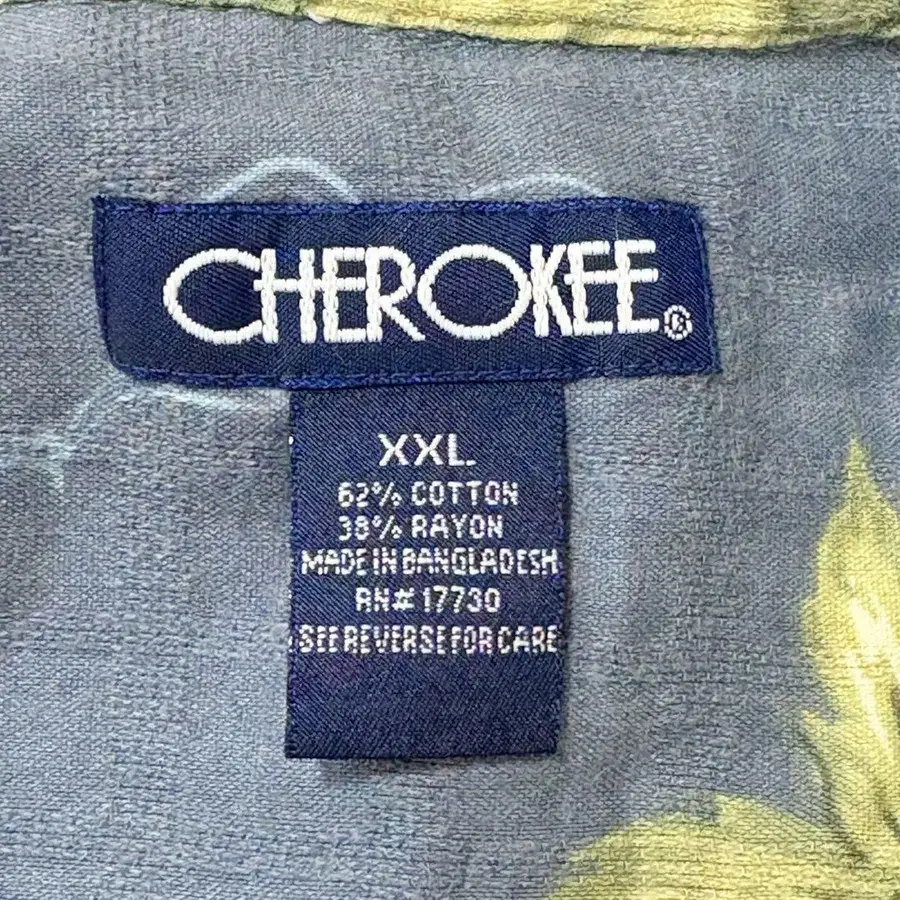 CHEROKEE®
XXL
62% COTTON
38% RAYON
MADE IN BANGLADESH
RN# 17730
SEE REVERSE FOR CARE